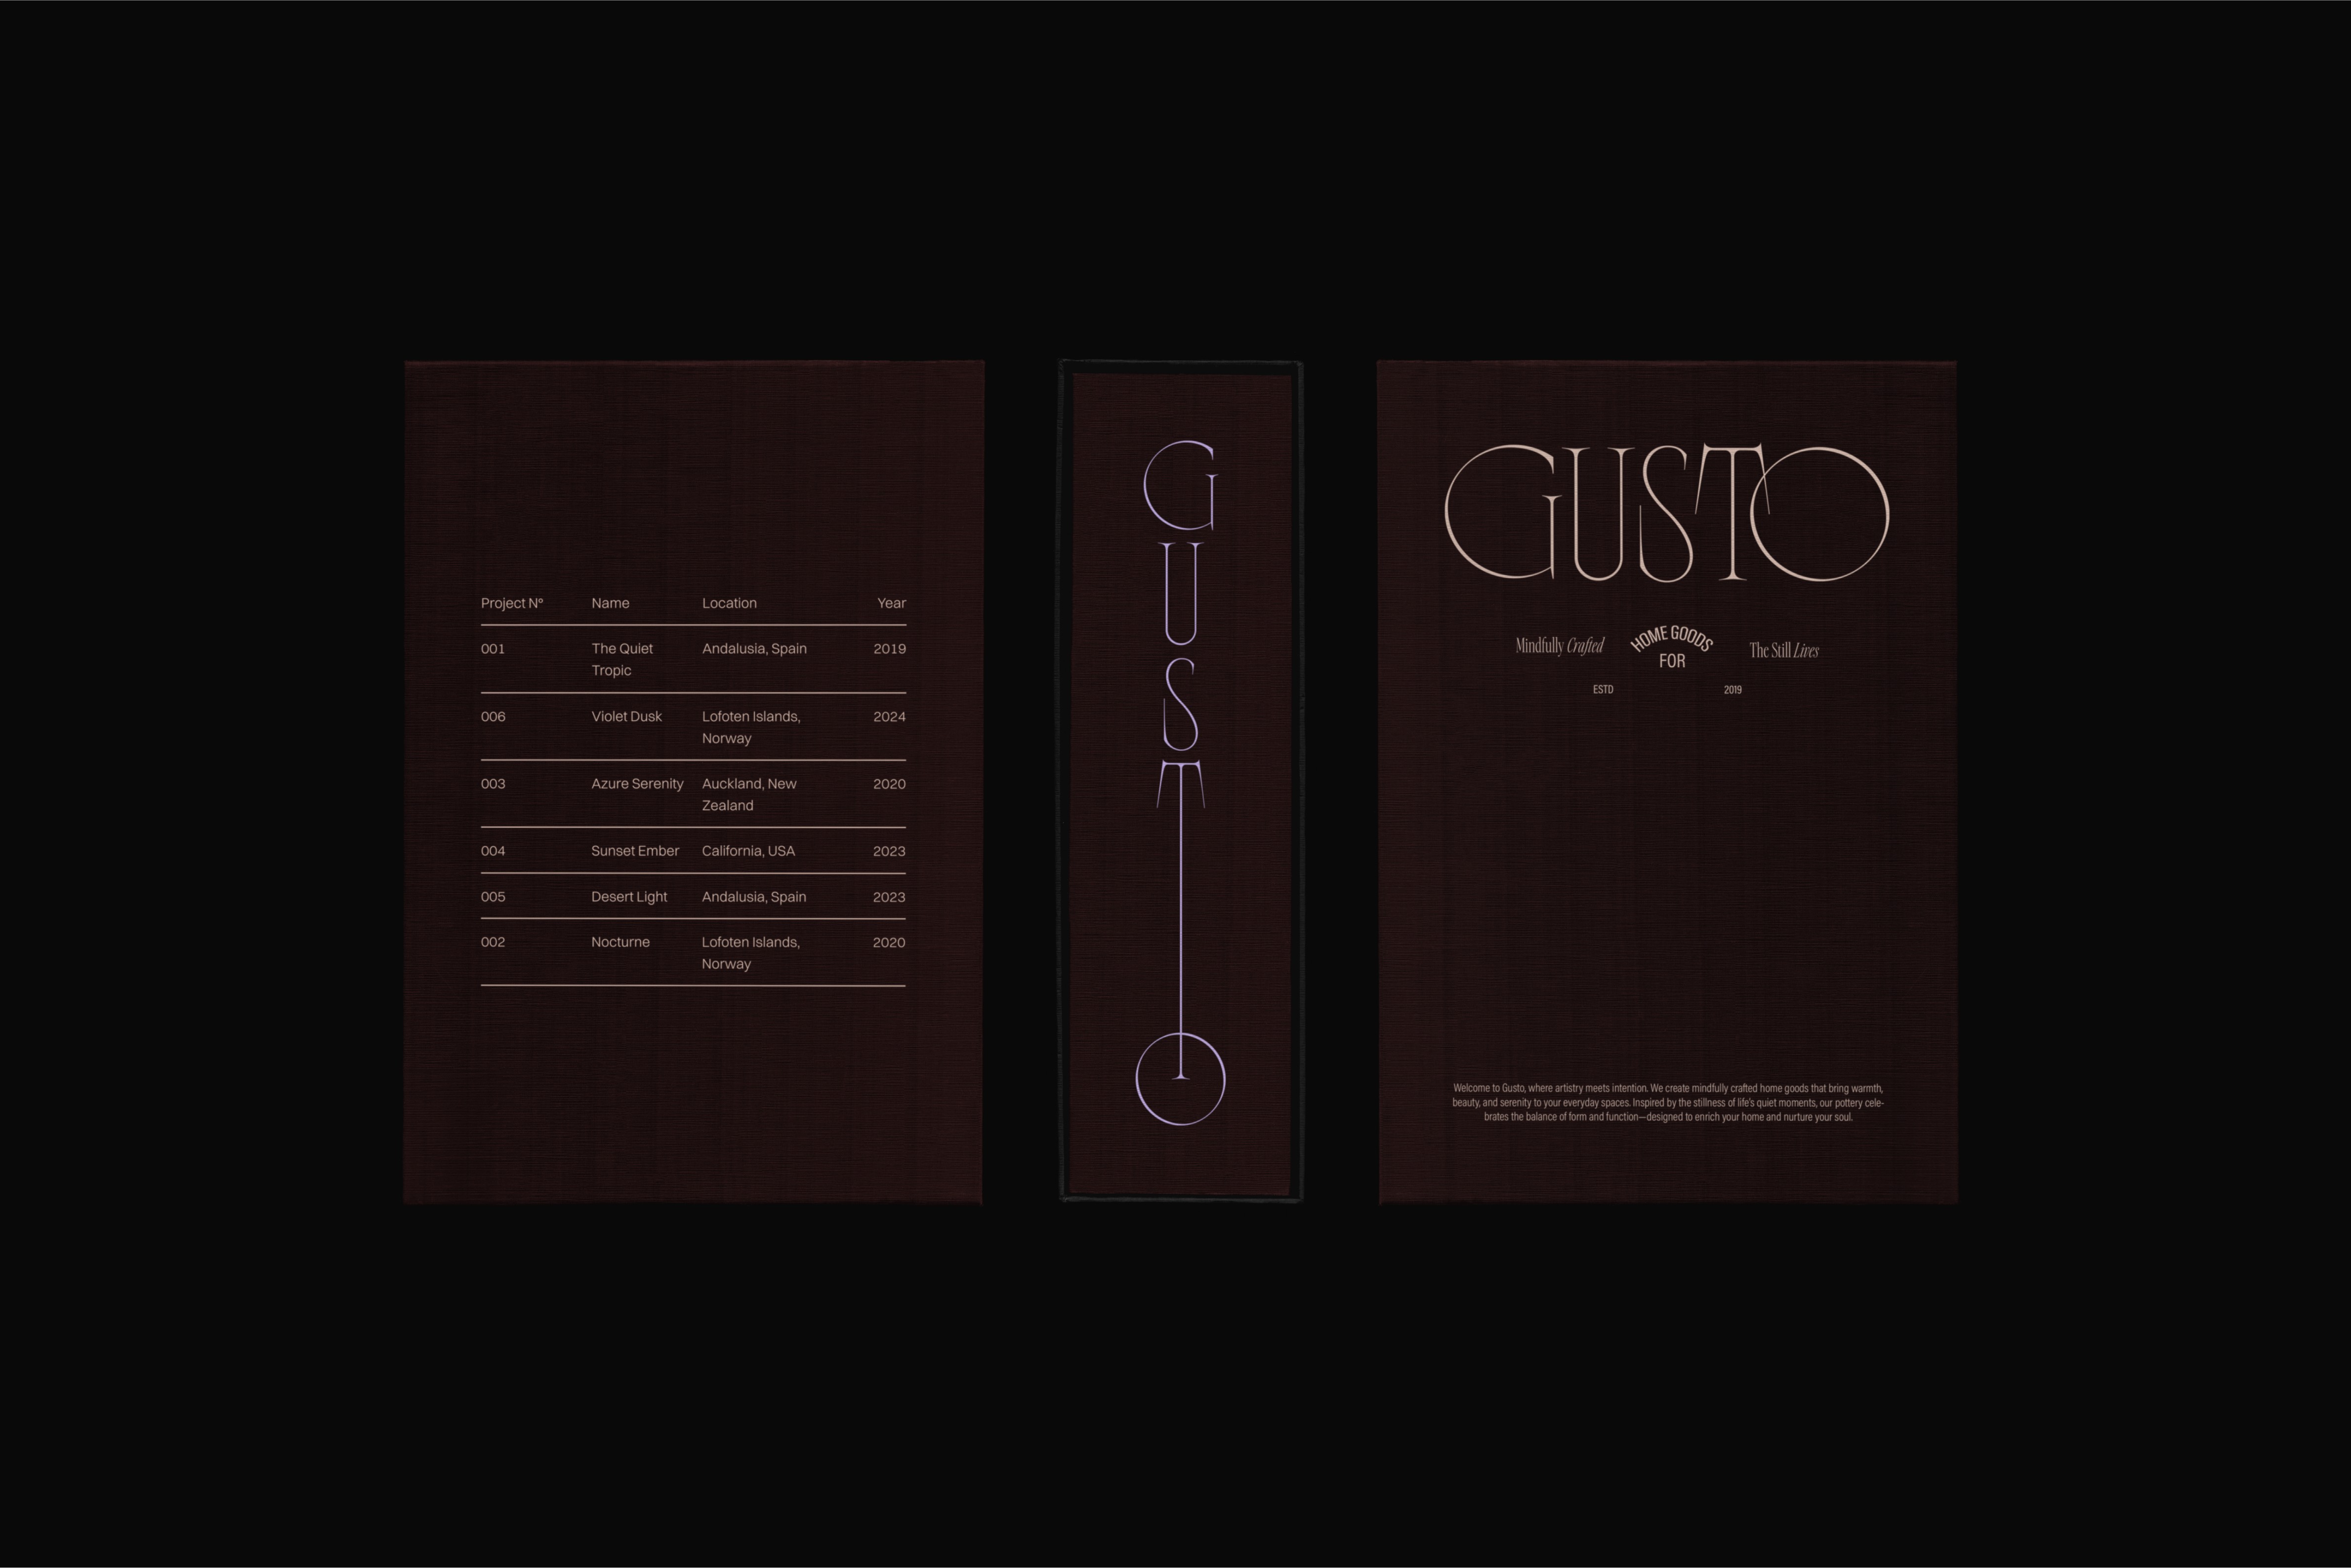 Project Nº Name Location Year
001 The Quiet Andalusia, Spain 2019
Tropic
006 Violet Dusk Lofoten Islands, 2024
Norway
003 Azure Serenity Auckland, New 2020
Zealand
004 Sunset Ember California, USA 2023
005 Desert Light Andalusia, Spain 2023
002 Nocturne Lofoten Islands, 2020
Norway
G
U
S
T
O
GUSTO
Mindfully Crafted HOME GOODS The Still Lives
FOR
ESTD 2019
Welcome to Gusto, where artistry meets intention. We create mindfully crafted home goods that bring warmth,
beauty, and serenity to your everyday spaces. Inspired by the stillness of life's quiet moments, our pottery cele-
brates the balance of form and function—designed to enrich your home and nurture your soul.